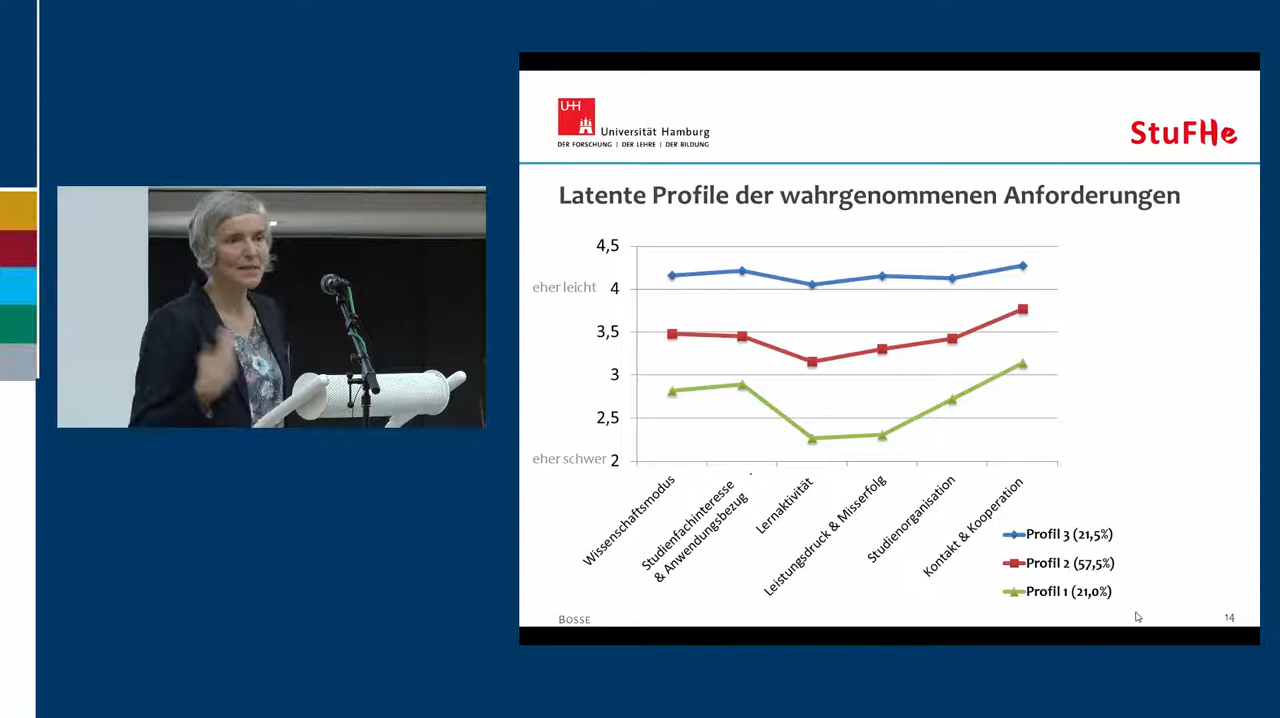 UHH
Universität Hamburg
DER FORSCHUNG | DER LEHRE | DER BILDUNG
StuFHe
Latente Profile der wahrgenommenen Anforderungen
4,5
eher leicht
4
3,5
3
2,5
eher schwer 2
Wissenschaftsmodus
Studienfachinteresse
& Anwendungsbezug
Lernaktivität
Leistungsdruck & Misserfolg
Studienorganisation
Kontakt & Kooperation
Profil 3 (21,5%)
Profil 2 (57,5%)
Profil 1 (21,0%)
BOSSE
14